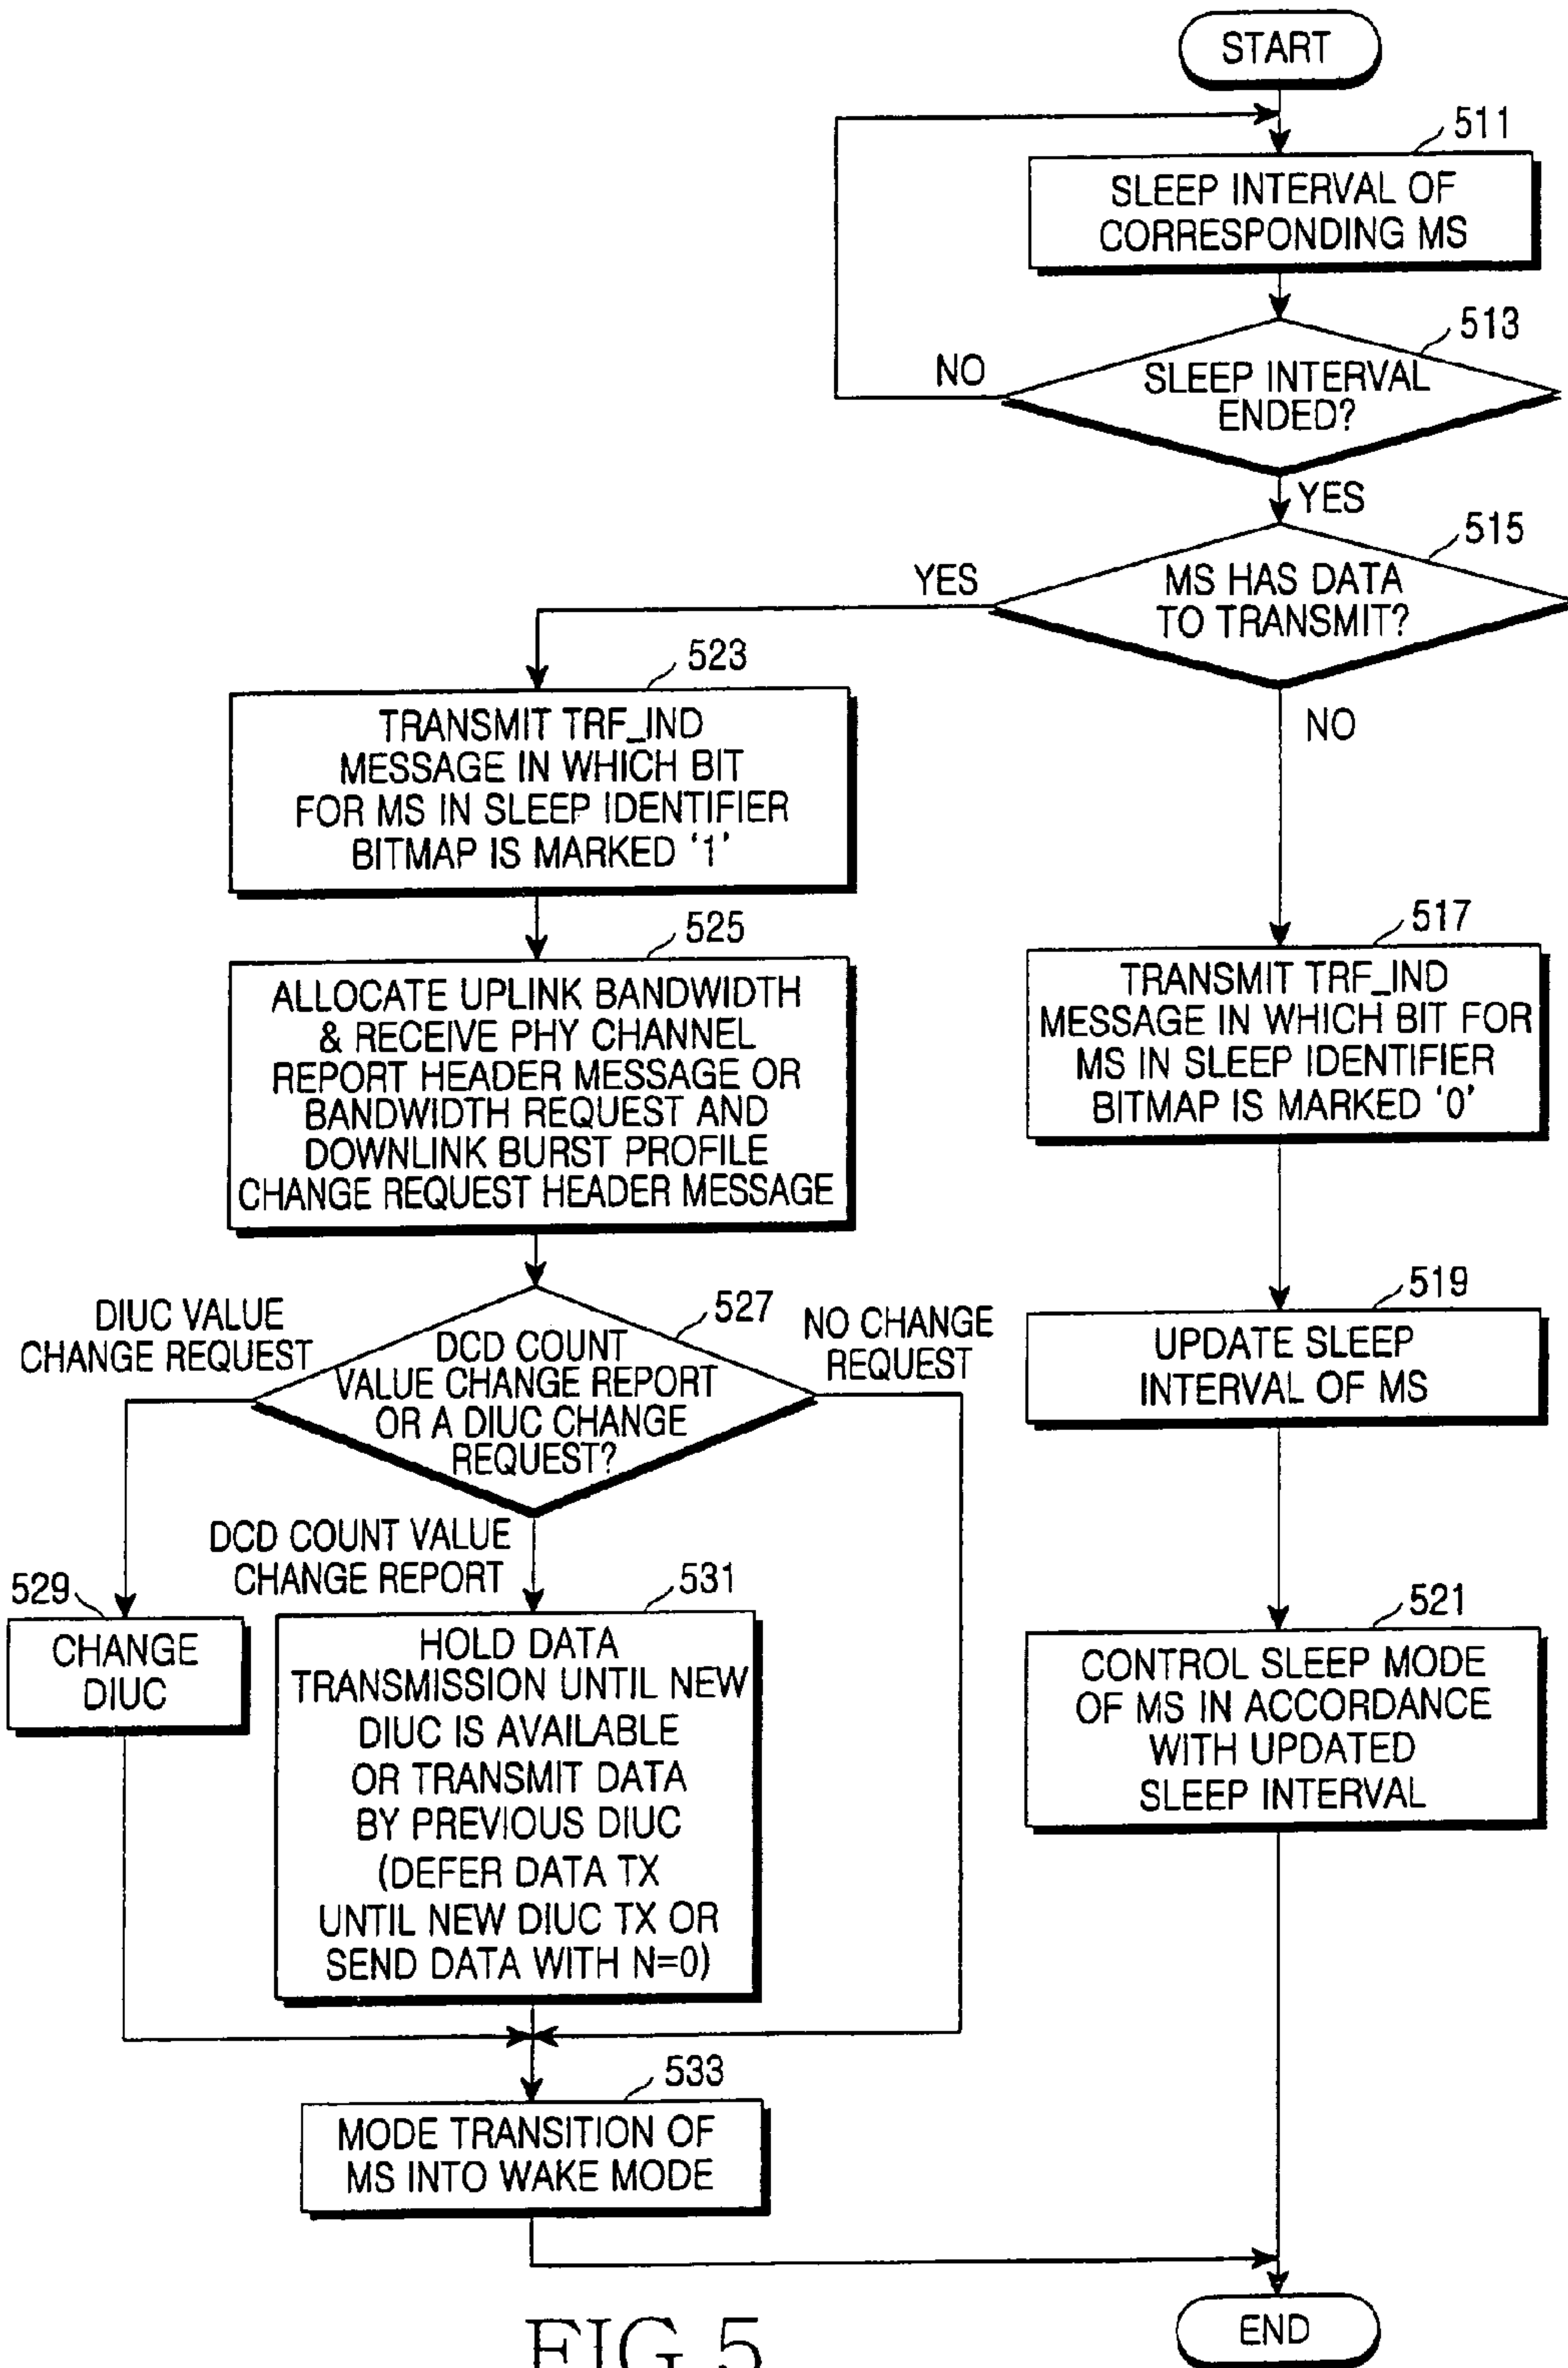 START
511
SLEEP INTERVAL OF
CORRESPONDING MS
513
NO
SLEEP INTERVAL
ENDED?
YES
515
YES
MS HAS DATA
TO TRANSMIT?
NO
523
TRANSMIT TRF_IND
MESSAGE IN WHICH BIT
FOR MS IN SLEEP IDENTIFIER
BITMAP IS MARKED '1'
525
ALLOCATE UPLINK BANDWIDTH
& RECEIVE PHY CHANNEL
REPORT HEADER MESSAGE OR
BANDWIDTH REQUEST AND
DOWNLINK BURST PROFILE
CHANGE REQUEST HEADER MESSAGE
517
TRANSMIT TRF_IND
MESSAGE IN WHICH BIT FOR
MS IN SLEEP IDENTIFIER
BITMAP IS MARKED '0'
519
UPDATE SLEEP
INTERVAL OF MS
527
DIUC VALUE
CHANGE REQUEST
DCD COUNT
VALUE CHANGE REPORT
OR A DIUC CHANGE
REQUEST?
NO CHANGE
REQUEST
DCD COUNT VALUE
CHANGE REPORT
529
CHANGE
DIUC
531
HOLD DATA
TRANSMISSION UNTIL NEW
DIUC IS AVAILABLE
OR TRANSMIT DATA
BY PREVIOUS DIUC
(DEFER DATA TX
UNTIL NEW DIUC TX OR
SEND DATA WITH N=0)
521
CONTROL SLEEP MODE
OF MS IN ACCORDANCE
WITH UPDATED
SLEEP INTERVAL
533
MODE TRANSITION OF
MS INTO WAKE MODE
END
FIG.5